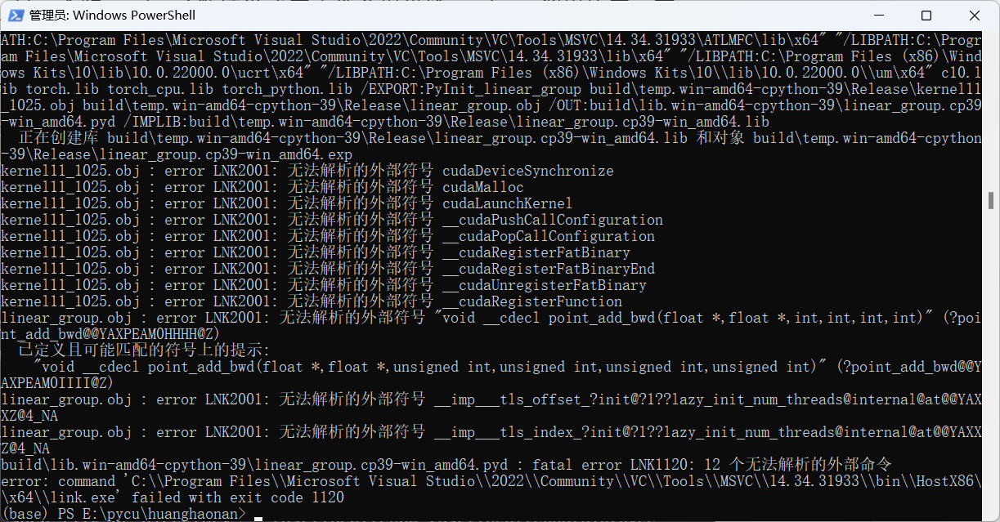 管理员: Windows PowerShell
ATH:C:\Program Files\Microsoft Visual Studio\2022\Community\VC\Tools\MSVC\14.34.31933\ATLMFC\lib\x64" "/LIBPATH:C:\Progr
am Files\Microsoft Visual Studio\2022\Community\VC\Tools\MSVC\14.34.31933\lib\x64" "/LIBPATH:C:\Program Files (x86)\Wind
ows Kits\10\lib\10.0.22000.0\ucrt\x64" "/LIBPATH:C:\Program Files (x86)\Windows Kits\10\\lib\10.0.22000.0\\um\x64" c10.l
ib torch.lib torch_cpu.lib torch_python.lib /EXPORT:PyInit_linear_group build\temp.win-amd64-cpython-39\Release\kernel11
_1025.obj build\temp.win-amd64-cpython-39\Release\linear_group.obj /OUT:build\lib.win-amd64-cpython-39\linear_group.cp39
-win_amd64.pyd /IMPLIB:build\temp.win-amd64-cpython-39\Release\linear_group.cp39-win_amd64.lib
正在创建库 build\temp.win-amd64-cpython-39\Release\linear_group.cp39-win_amd64.lib 和对象 build\temp.win-amd64-cpython
-39\Release\linear_group.cp39-win_amd64.exp
kernel11_1025.obj : error LNK2001: 无法解析的外部符号 cudaDeviceSynchronize
kernel11_1025.obj : error LNK2001: 无法解析的外部符号 cudaMalloc
kernel11_1025.obj : error LNK2001: 无法解析的外部符号 cudaLaunchKernel
kernel11_1025.obj : error LNK2001: 无法解析的外部符号 __cudaPushCallConfiguration
kernel11_1025.obj : error LNK2001: 无法解析的外部符号 __cudaPopCallConfiguration
kernel11_1025.obj : error LNK2001: 无法解析的外部符号 __cudaRegisterFatBinary
kernel11_1025.obj : error LNK2001: 无法解析的外部符号 __cudaRegisterFatBinaryEnd
kernel11_1025.obj : error LNK2001: 无法解析的外部符号 __cudaUnregisterFatBinary
kernel11_1025.obj : error LNK2001: 无法解析的外部符号 __cudaRegisterFunction
linear_group.obj : error LNK2001: 无法解析的外部符号 "void __cdecl point_add_bwd(float *,float *,int,int,int,int)" (?poi
nt_add_bwd@@YAXPEAM0HHHH@Z)
已定义且可能匹配的符号上的提示:
"void __cdecl point_add_bwd(float *,float *,unsigned int,unsigned int,unsigned int,unsigned int)" (?point_add_bwd@@Y
AXPEAM0IIII@Z)
linear_group.obj : error LNK2001: 无法解析的外部符号 __imp___tls_offset_?init@?1??lazy_init_num_threads@internal@at@@YAX
XZ@4_NA
linear_group.obj : error LNK2001: 无法解析的外部符号 __imp___tls_index_?init@?1??lazy_init_num_threads@internal@at@@YAXX
Z@4_NA
build\lib.win-amd64-cpython-39\linear_group.cp39-win_amd64.pyd : fatal error LNK1120: 12 个无法解析的外部命令
error: command 'C:\\Program Files\\Microsoft Visual Studio\\2022\\Community\\VC\\Tools\\MSVC\\14.34.31933\\bin\\HostX86\
\x64\\link.exe' failed with exit code 1120
(base) PS E:\pycu\huanghaonan>